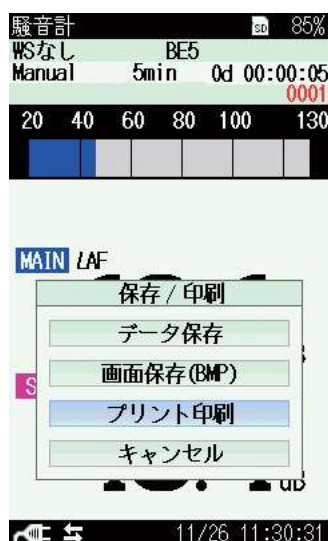 騒音計 SD 85%
WSなし BE5
Manual 5min 0d 00:00:05
0001
20 40 60 80 100 130
MAIN LAF
保存 / 印刷
データ保存
画面保存(BMP)
プリント印刷
キャンセル
S
dB
11/26 11:30:31